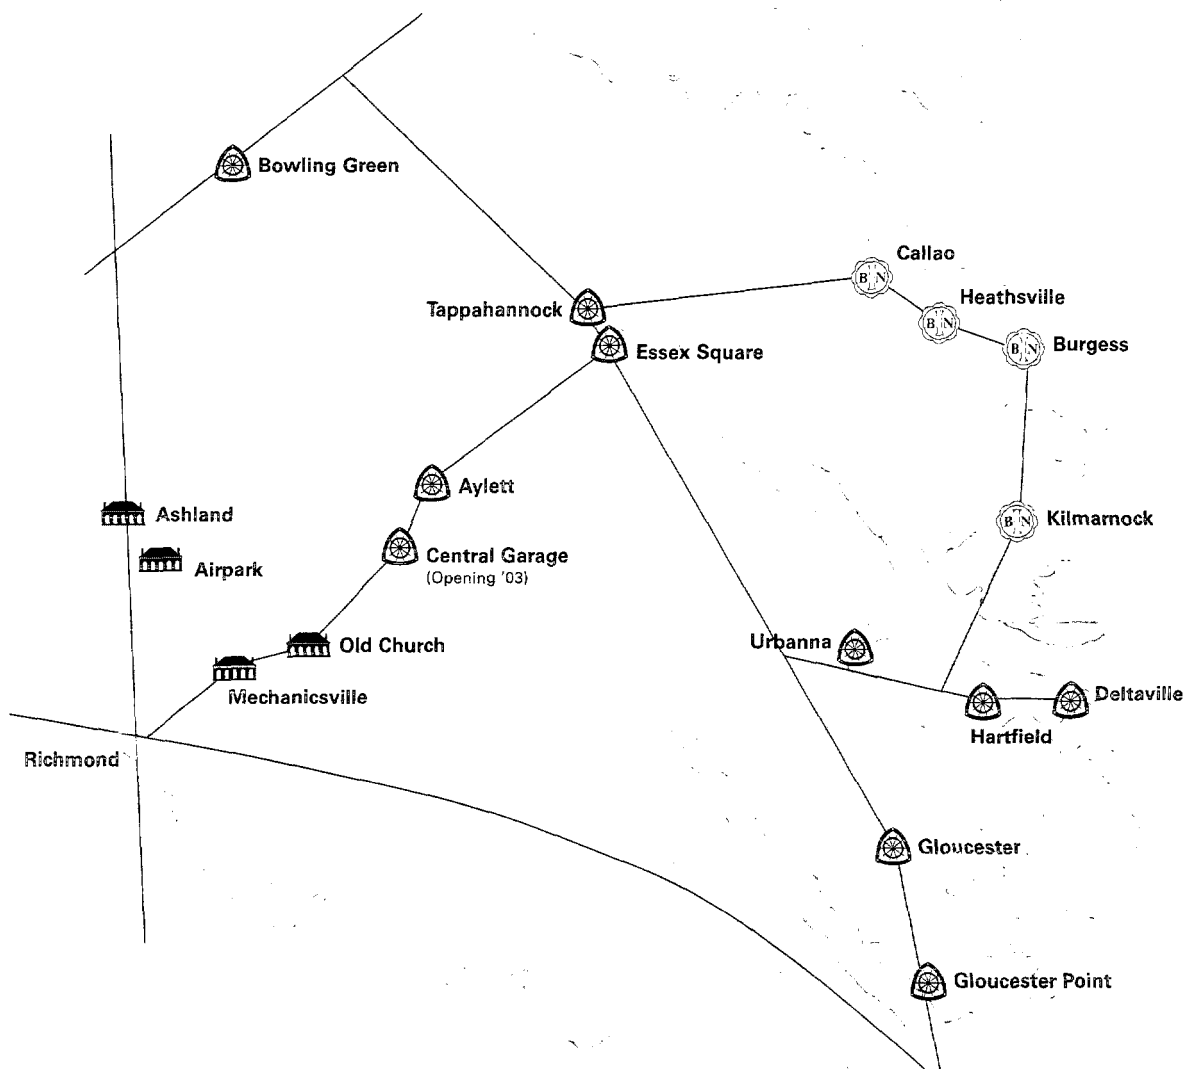 Bowling Green
Callao
Heathsville
Tappahannock
Burgess
Essex Square
Aylett
Ashland
Kilmarnock
Central Garage
(Opening '03)
Airpark
Old Church
Urbanna
Mechanicsville
Deltaville
Hartfield
Richmond
Gloucester
Gloucester Point
B N
B N
B N
B N